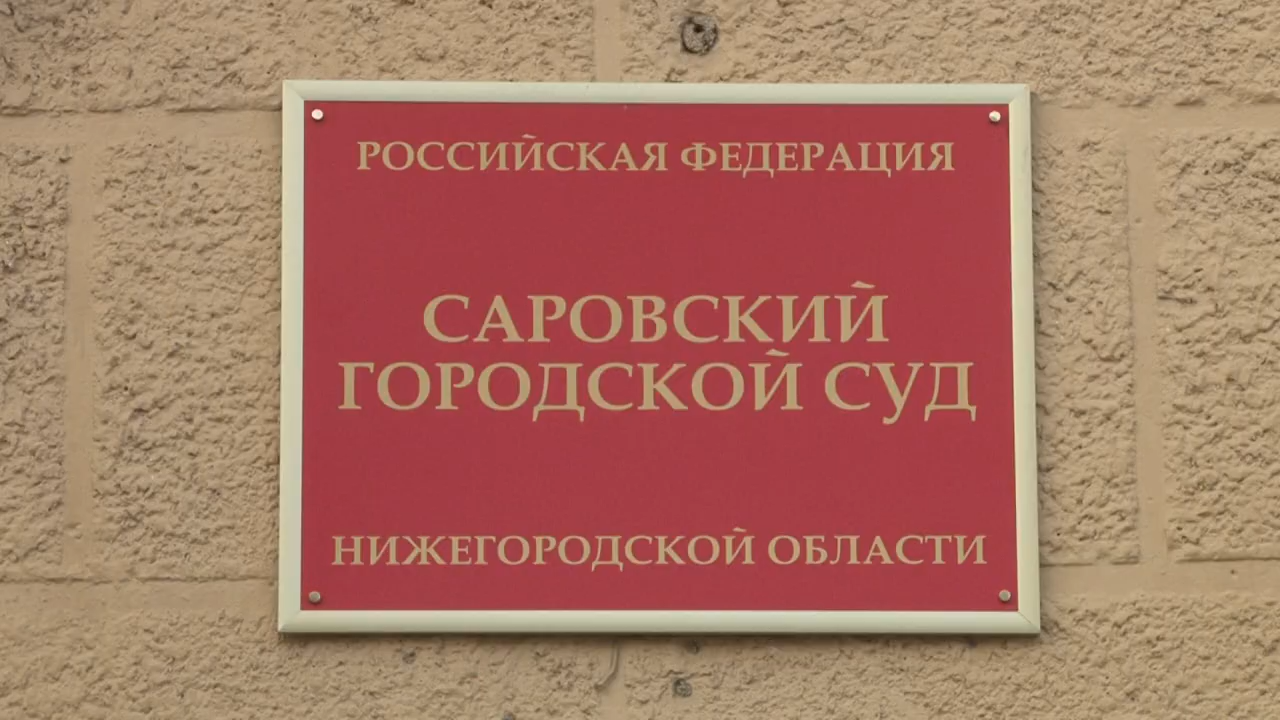 РОССИЙСКАЯ ФЕДЕРАЦИЯ
САРОВСКИЙ
ГОРОДСКОЙ СУД
НИЖЕГОРОДСКОЙ ОБЛАСТИ